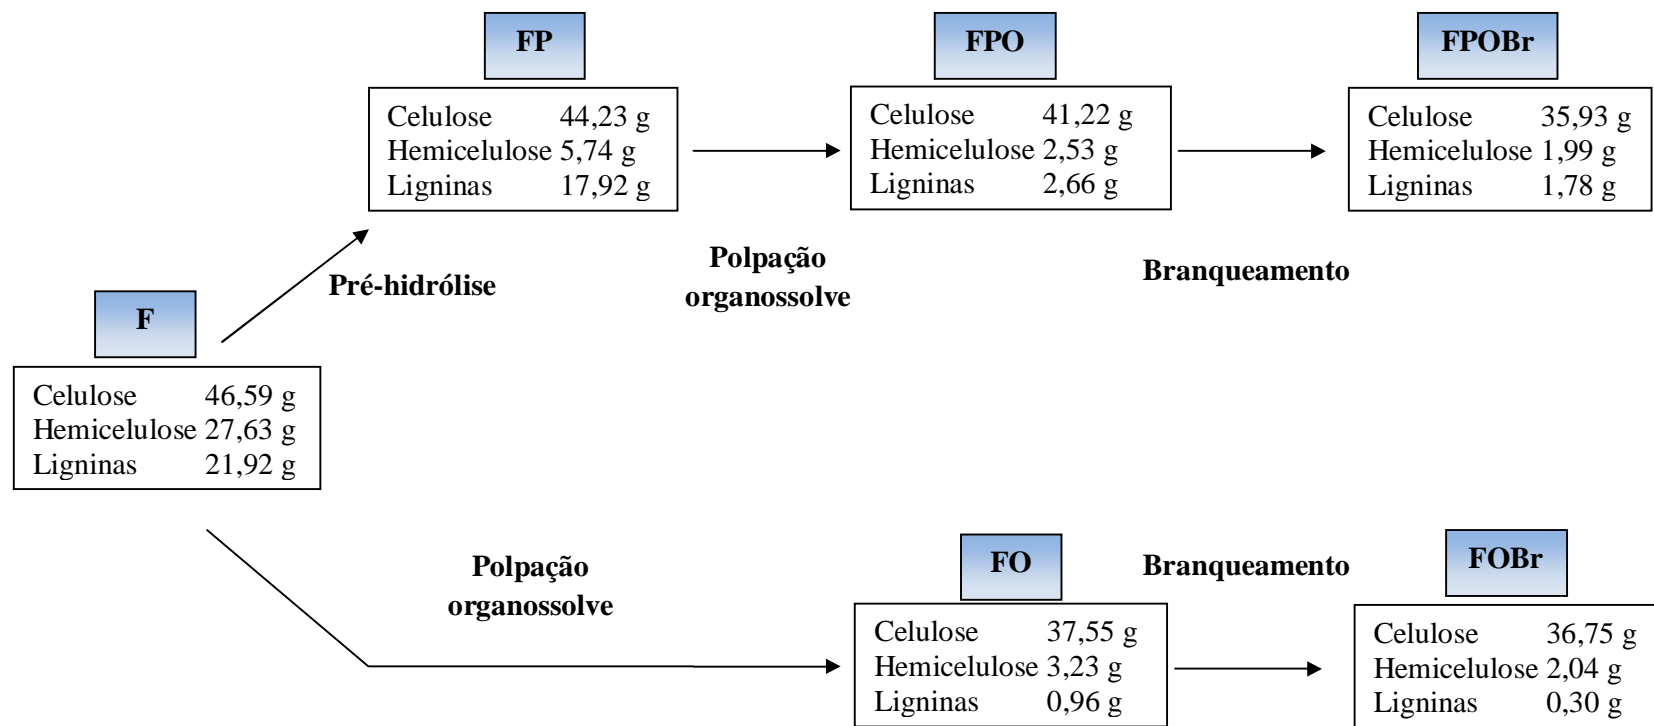 FP
Celulose 44,23 g
Hemicelulose 5,74 g
Ligninas 17,92 g
FPO
Celulose 41,22 g
Hemicelulose 2,53 g
Ligninas 2,66 g
FPOBr
Celulose 35,93 g
Hemicelulose 1,99 g
Ligninas 1,78 g
Pré-hidrólise
Polpação
organossolve
Branqueamento
F
Celulose 46,59 g
Hemicelulose 27,63 g
Ligninas 21,92 g
Polpação
organossolve
FO
Celulose 37,55 g
Hemicelulose 3,23 g
Ligninas 0,96 g
Branqueamento
FOBr
Celulose 36,75 g
Hemicelulose 2,04 g
Ligninas 0,30 g